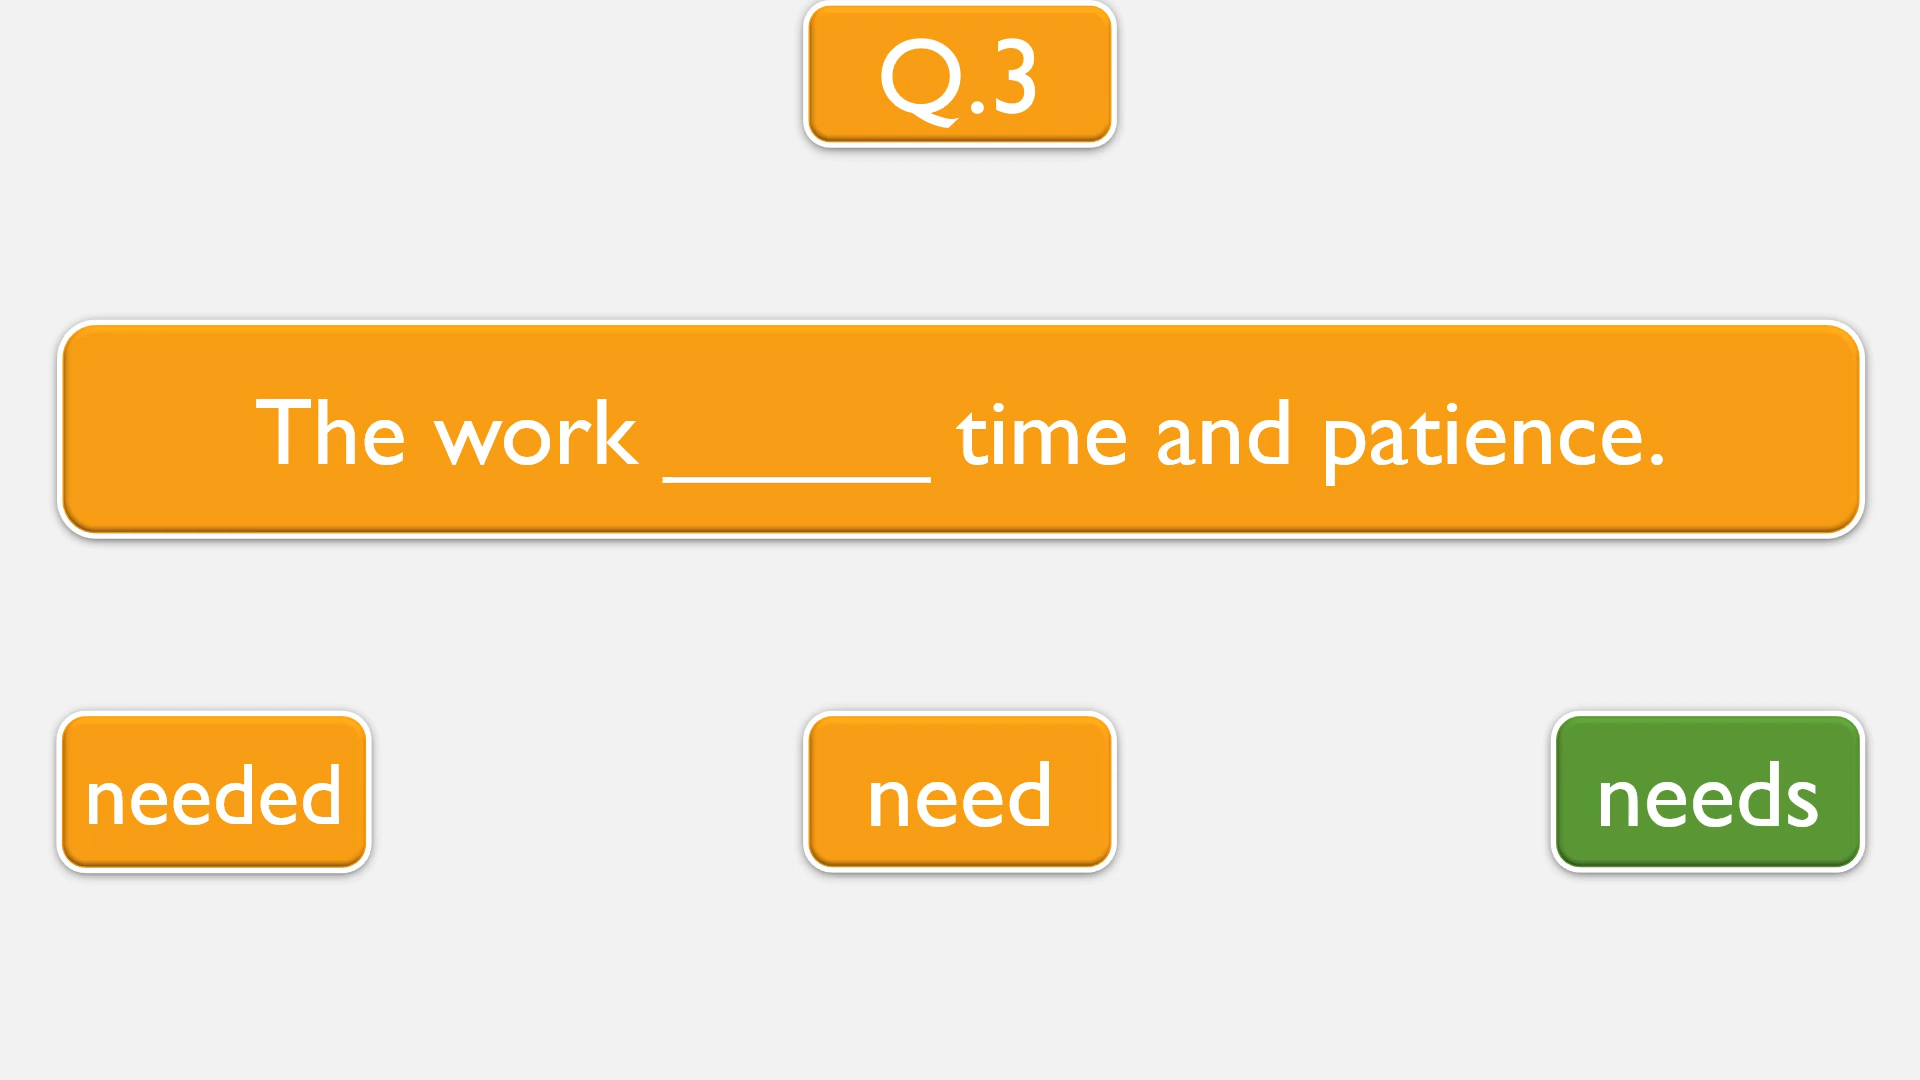 Q.3
The work ______ time and patience.
needed
need
needs